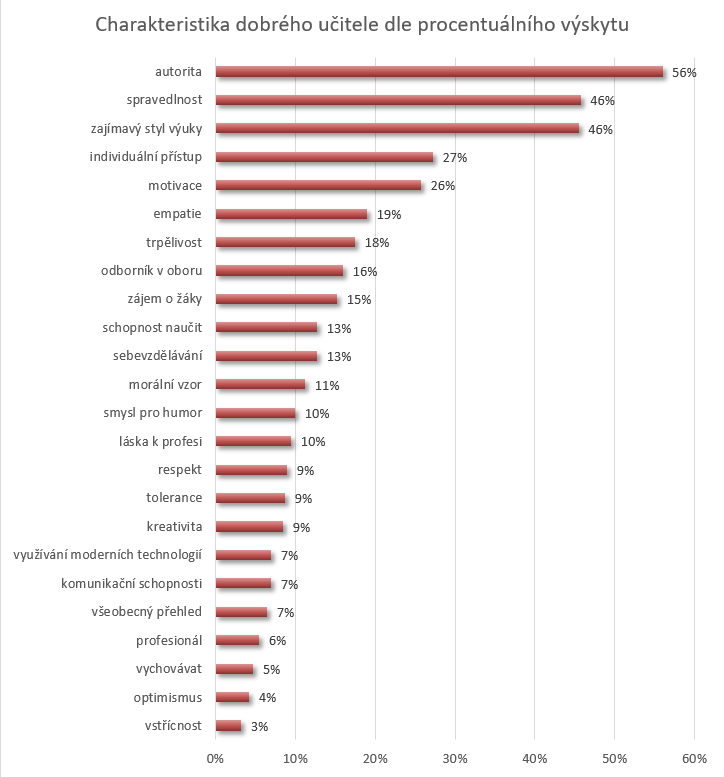 Charakteristika dobrého učitele dle procentuálního výskytu
autorita 56%
spravedlnost 46%
zajímavý styl výuky 46%
individuální přístup 27%
motivace 26%
empatie 19%
trpělivost 18%
odborník v oboru 16%
zájem o žáky 15%
schopnost naučit 13%
sebevzdělávání 13%
morální vzor 11%
smysl pro humor 10%
láska k profesi 10%
respekt 9%
tolerance 9%
kreativita 9%
využívání moderních technologií 7%
komunikační schopnosti 7%
všeobecný přehled 7%
profesionál 6%
vychovávat 5%
optimismus 4%
vstřícnost 3%
0% 10% 20% 30% 40% 50% 60%